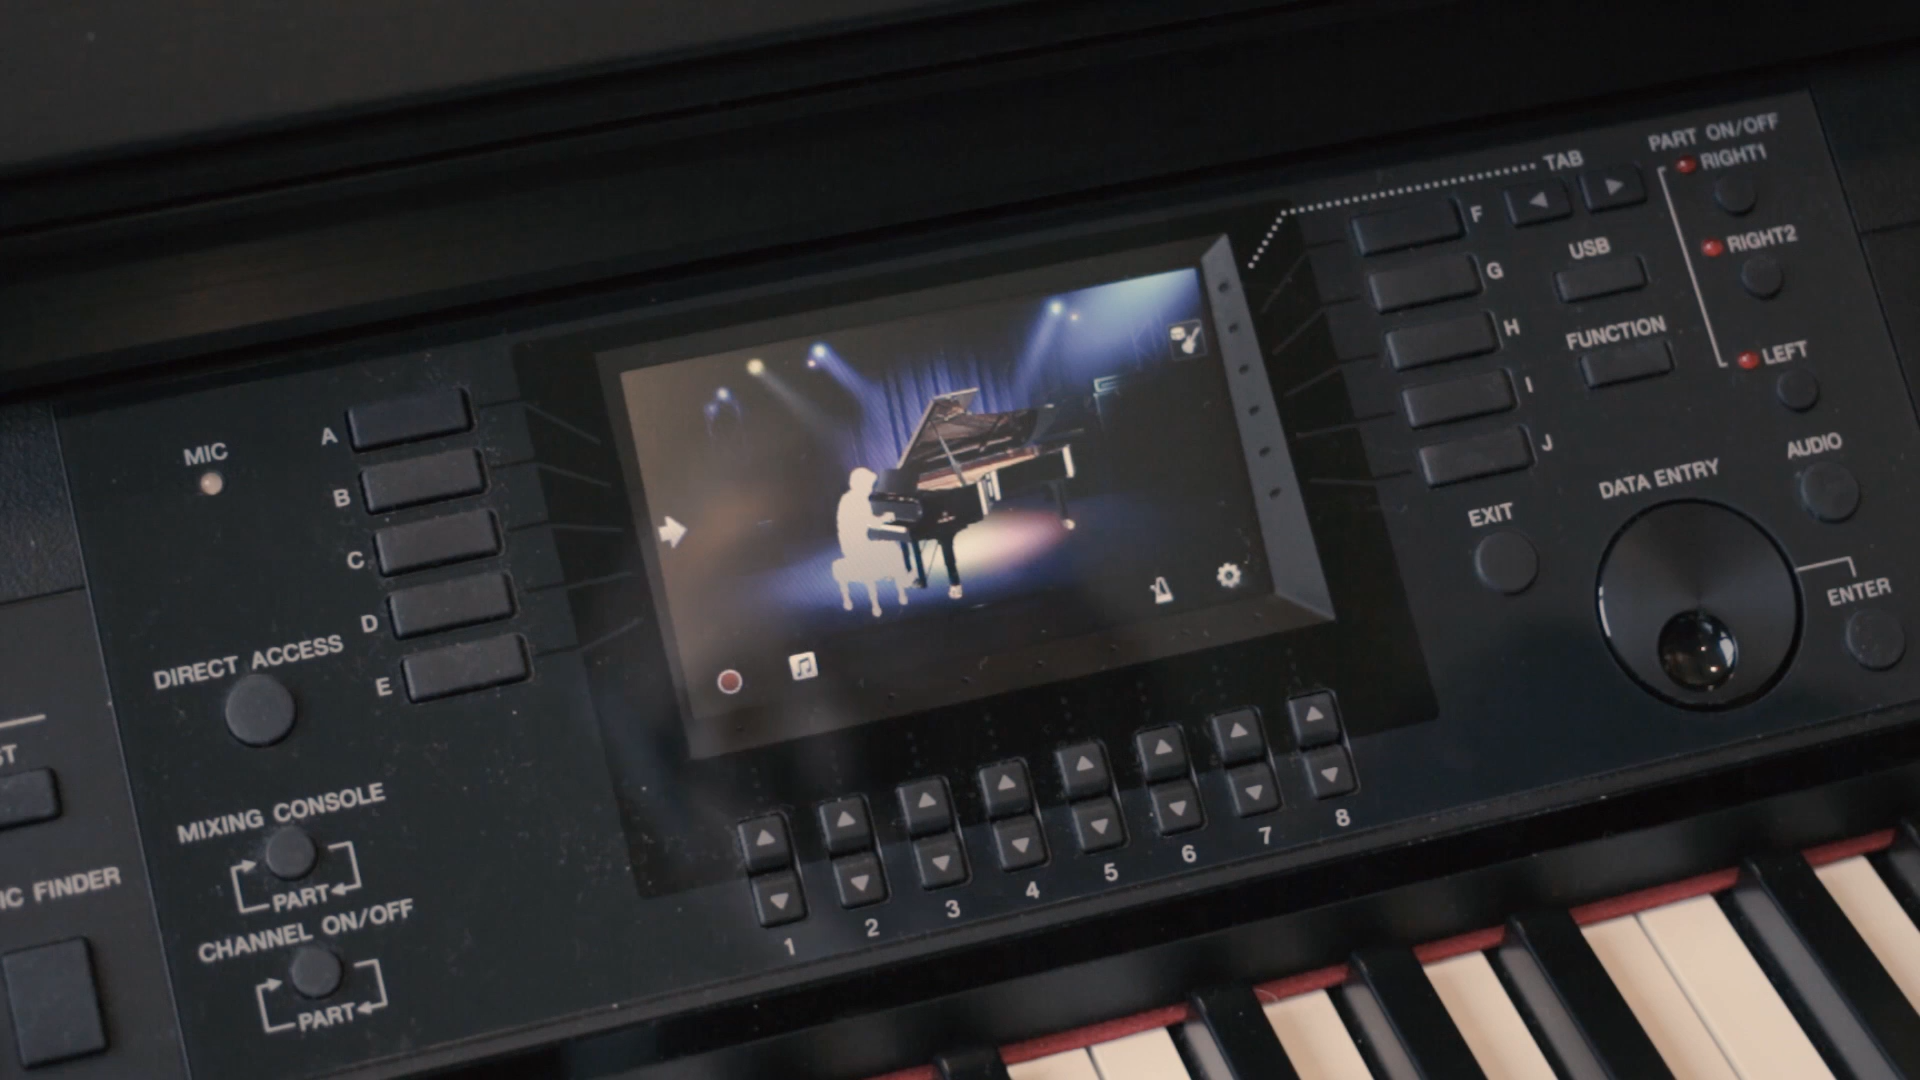 MIC
A
B
C
D
E
DIRECT ACCESS
MIXING CONSOLE
PART
CHANNEL ON/OFF
PART
FINDER
1
2
3
4
5
6
7
8
TAB
F
G
H
I
J
USB
FUNCTION
EXIT
DATA ENTRY
PART ON/OFF
RIGHT1
RIGHT2
LEFT
AUDIO
ENTER